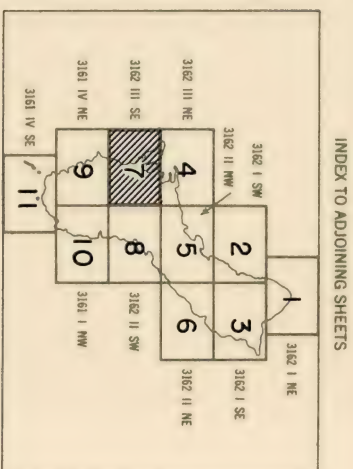 INDEX TO ADJOINING SHEETS
1
3162 I NE
3162 I SW
2
3
3162 I SE
3162 II NW
3162 III NE
4
5
6
3162 II NE
3162 III SE
7
8
3162 II SW
3161 IV NE
9
10
3161 I NW
3161 IV SE
11